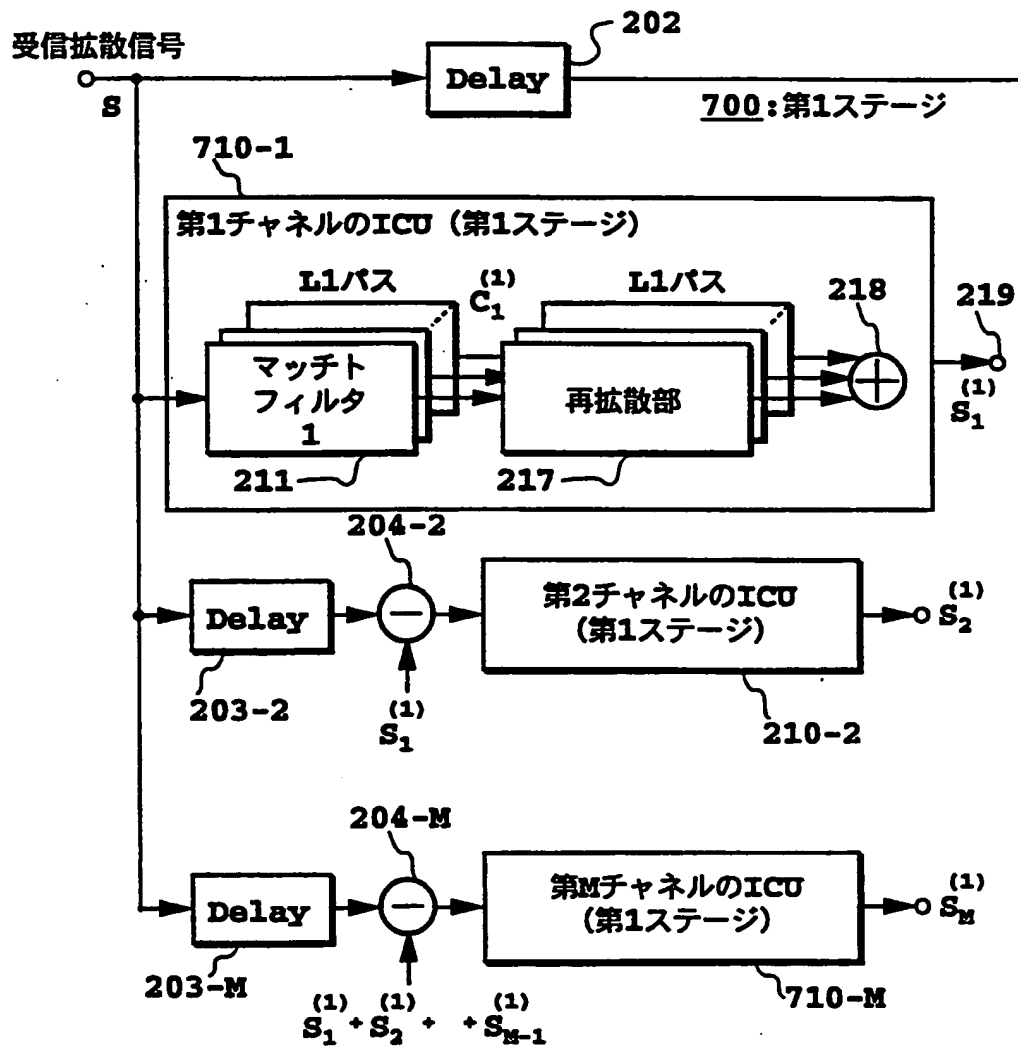 受信拡散信号
S
Delay
202
700:第1ステージ
710-1
第1チャネルのICU（第1ステージ）
L1パス
C₁⁽¹⁾
L1パス
218
219
マッチト
フィルタ
1
再拡散部
S₁⁽¹⁾
211
217
204-2
Delay
−
第2チャネルのICU
（第1ステージ）
S₂⁽¹⁾
203-2
S₁⁽¹⁾
210-2
204-M
Delay
−
第MチャネルのICU
（第1ステージ）
S_M⁽¹⁾
203-M
710-M
S₁⁽¹⁾+S₂⁽¹⁾+ +S_M-1⁽¹⁾